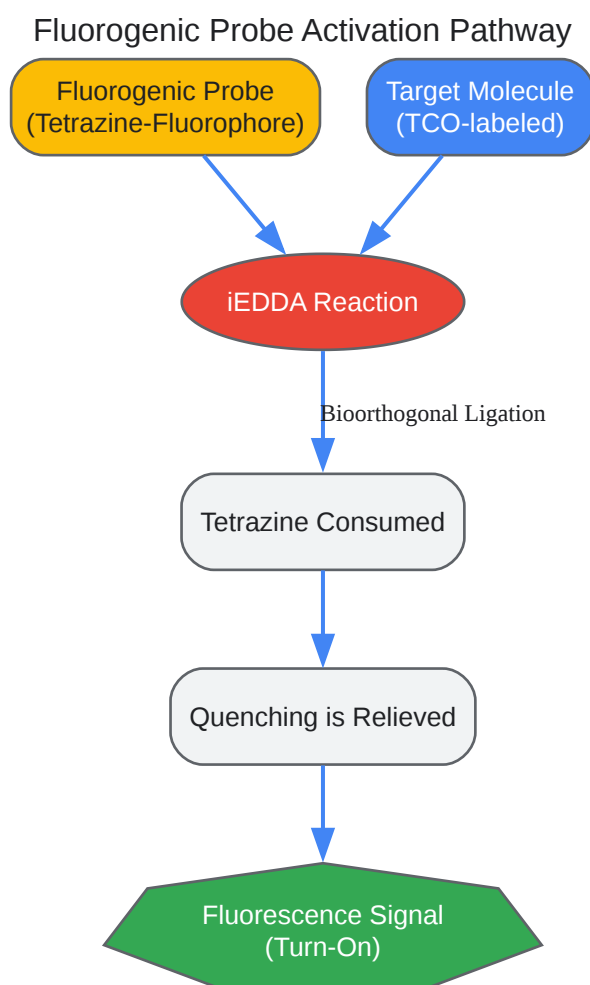 Fluorogenic Probe Activation Pathway
Fluorogenic Probe
(Tetrazine-Fluorophore)
Target Molecule
(TCO-labeled)
iEDDA Reaction
Bioorthogonal Ligation
Tetrazine Consumed
Quenching is Relieved
Fluorescence Signal
(Turn-On)